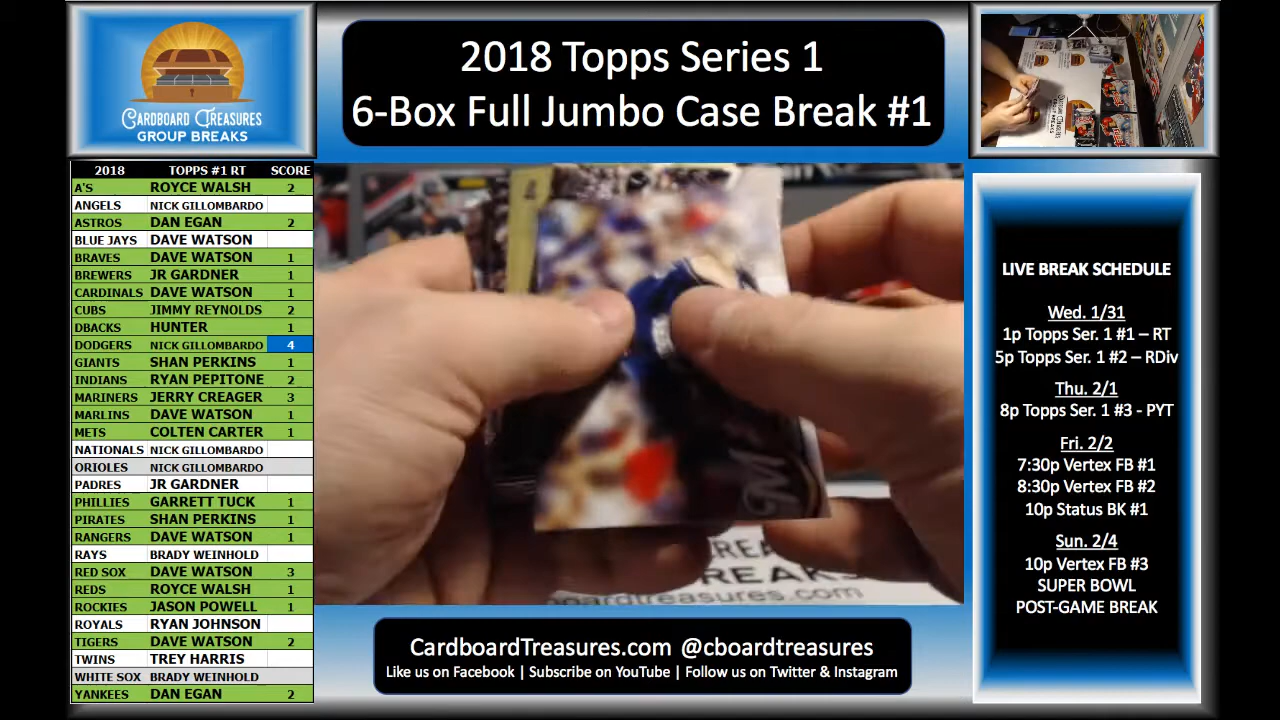 2018 Topps Series 1
6-Box Full Jumbo Case Break #1
CARDBOARD TREASURES
GROUP BREAKS
2018 TOPPS #1 RT SCORE
A'S ROYCE WALSH 2
ANGELS NICK GILLOMBARDO
ASTROS DAN EGAN 2
BLUE JAYS DAVE WATSON
BRAVES DAVE WATSON 1
BREWERS JR GARDNER 1
CARDINALS DAVE WATSON 1
CUBS JIMMY REYNOLDS 2
DBACKS HUNTER 1
DODGERS NICK GILLOMBARDO 4
GIANTS SHAN PERKINS 1
INDIANS RYAN PEPITONE 2
MARINERS JERRY CREAGER 3
MARLINS DAVE WATSON 1
METS COLTEN CARTER 1
NATIONALS NICK GILLOMBARDO
ORIOLES NICK GILLOMBARDO
PADRES JR GARDNER
PHILLIES GARRETT TUCK 1
PIRATES SHAN PERKINS 1
RANGERS DAVE WATSON 1
RAYS BRADY WEINHOLD
RED SOX DAVE WATSON 3
REDS ROYCE WALSH 1
ROCKIES JASON POWELL 1
ROYALS RYAN JOHNSON
TIGERS DAVE WATSON 2
TWINS TREY HARRIS
WHITE SOX BRADY WEINHOLD
YANKEES DAN EGAN 2
BREAKS
boardtreasures.com
LIVE BREAK SCHEDULE
Wed. 1/31
1p Topps Ser. 1 #1 – RT
5p Topps Ser. 1 #2 – RDiv
Thu. 2/1
8p Topps Ser. 1 #3 - PYT
Fri. 2/2
7:30p Vertex FB #1
8:30p Vertex FB #2
10p Status BK #1
Sun. 2/4
10p Vertex FB #3
SUPER BOWL
POST-GAME BREAK
CardboardTreasures.com @cboardtreasures
Like us on Facebook | Subscribe on YouTube | Follow us on Twitter & Instagram